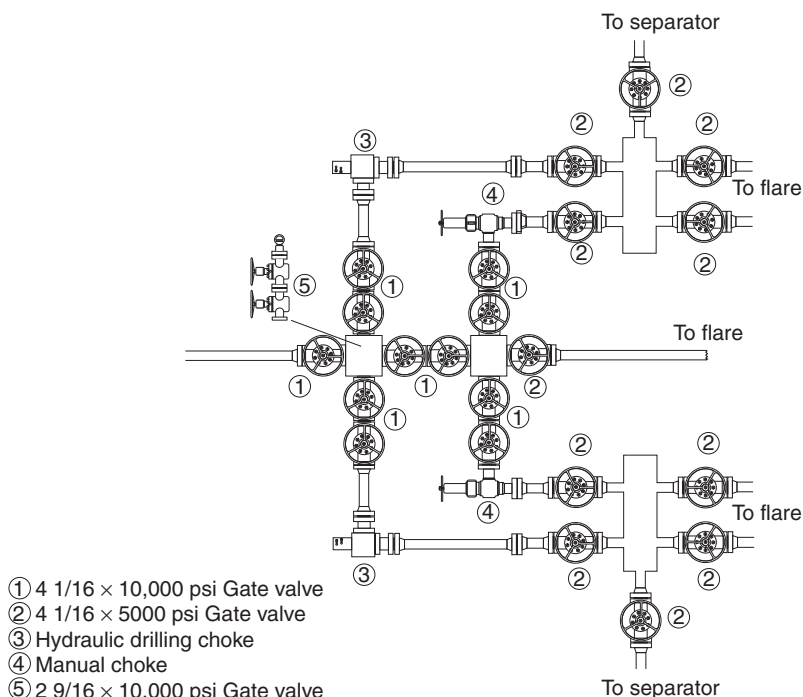 To separator
②
② ②
③
To flare
④
② ②
⑤ ① ①
To flare
① ① ②
① ①
② ②
④
To flare
③ ② ②
②
① 4 1/16 × 10,000 psi Gate valve
② 4 1/16 × 5000 psi Gate valve
③ Hydraulic drilling choke
④ Manual choke
⑤ 2 9/16 × 10,000 psi Gate valve
To separator